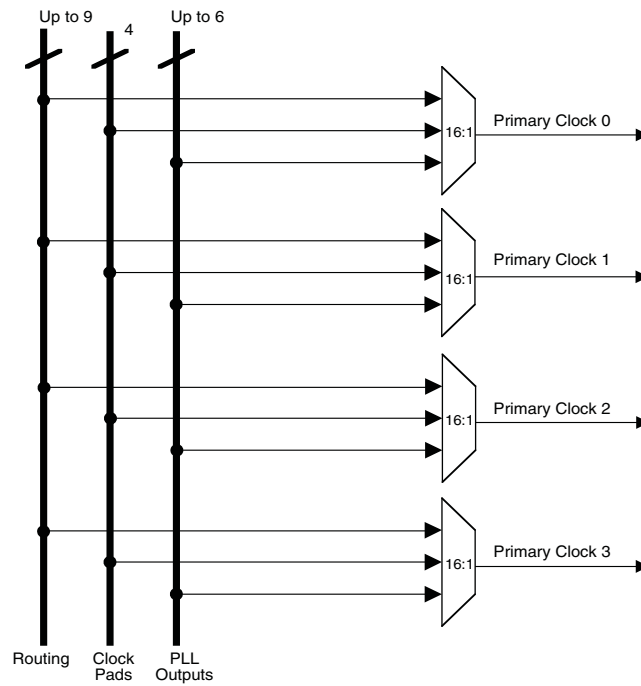 Up to 9
4
Up to 6
16:1
Primary Clock 0
16:1
Primary Clock 1
16:1
Primary Clock 2
16:1
Primary Clock 3
Routing
Clock
Pads
PLL
Outputs